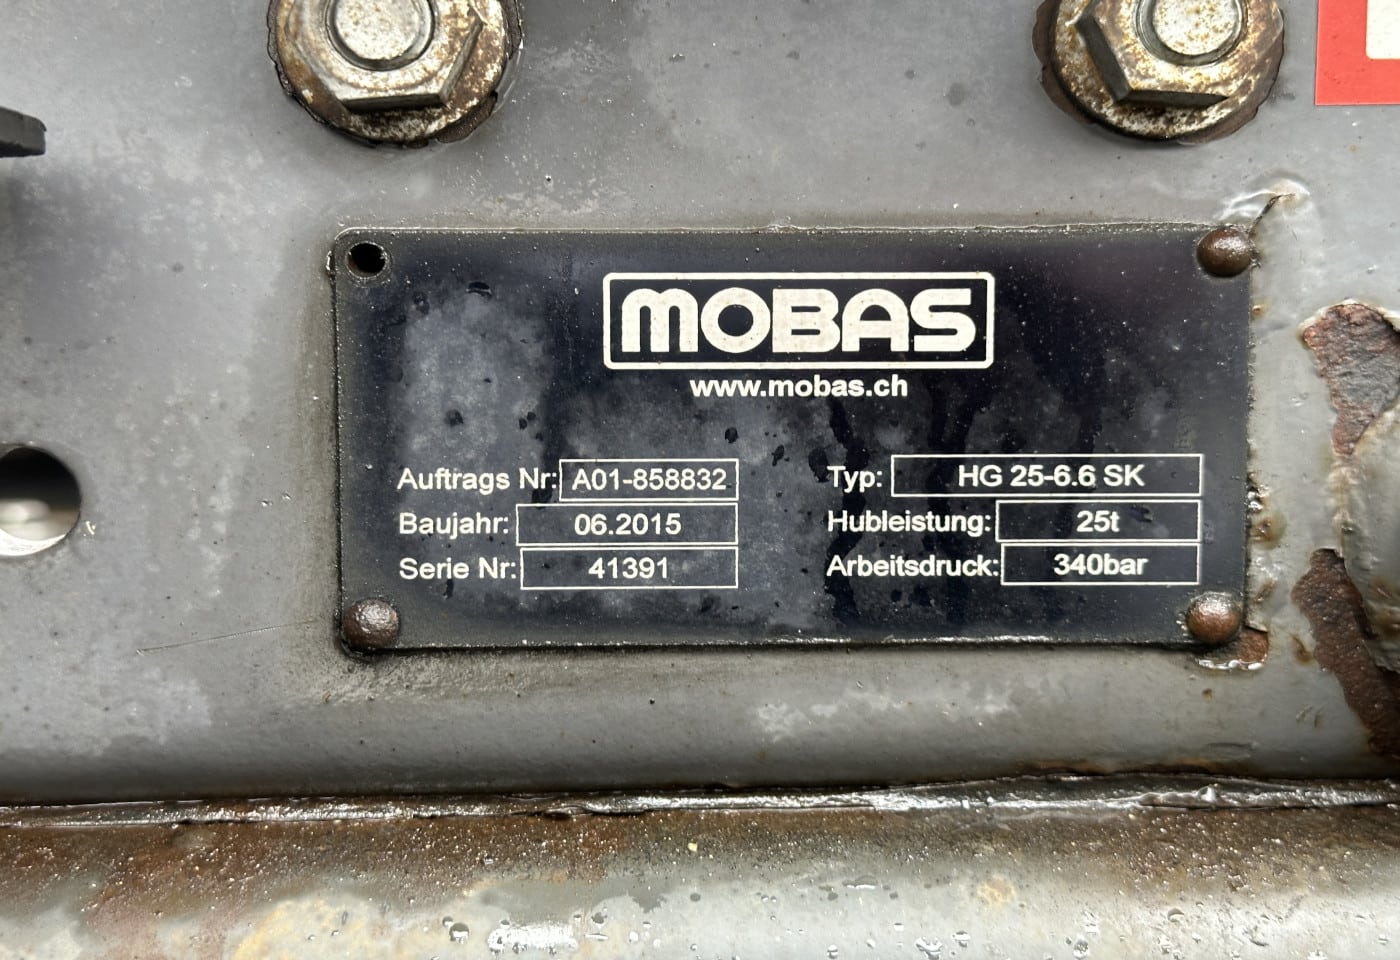 MOBAS
www.mobas.ch
Auftrags Nr: A01-858832
Baujahr: 06.2015
Serie Nr: 41391
Typ: HG 25-6.6 SK
Hubleistung: 25t
Arbeitsdruck: 340bar